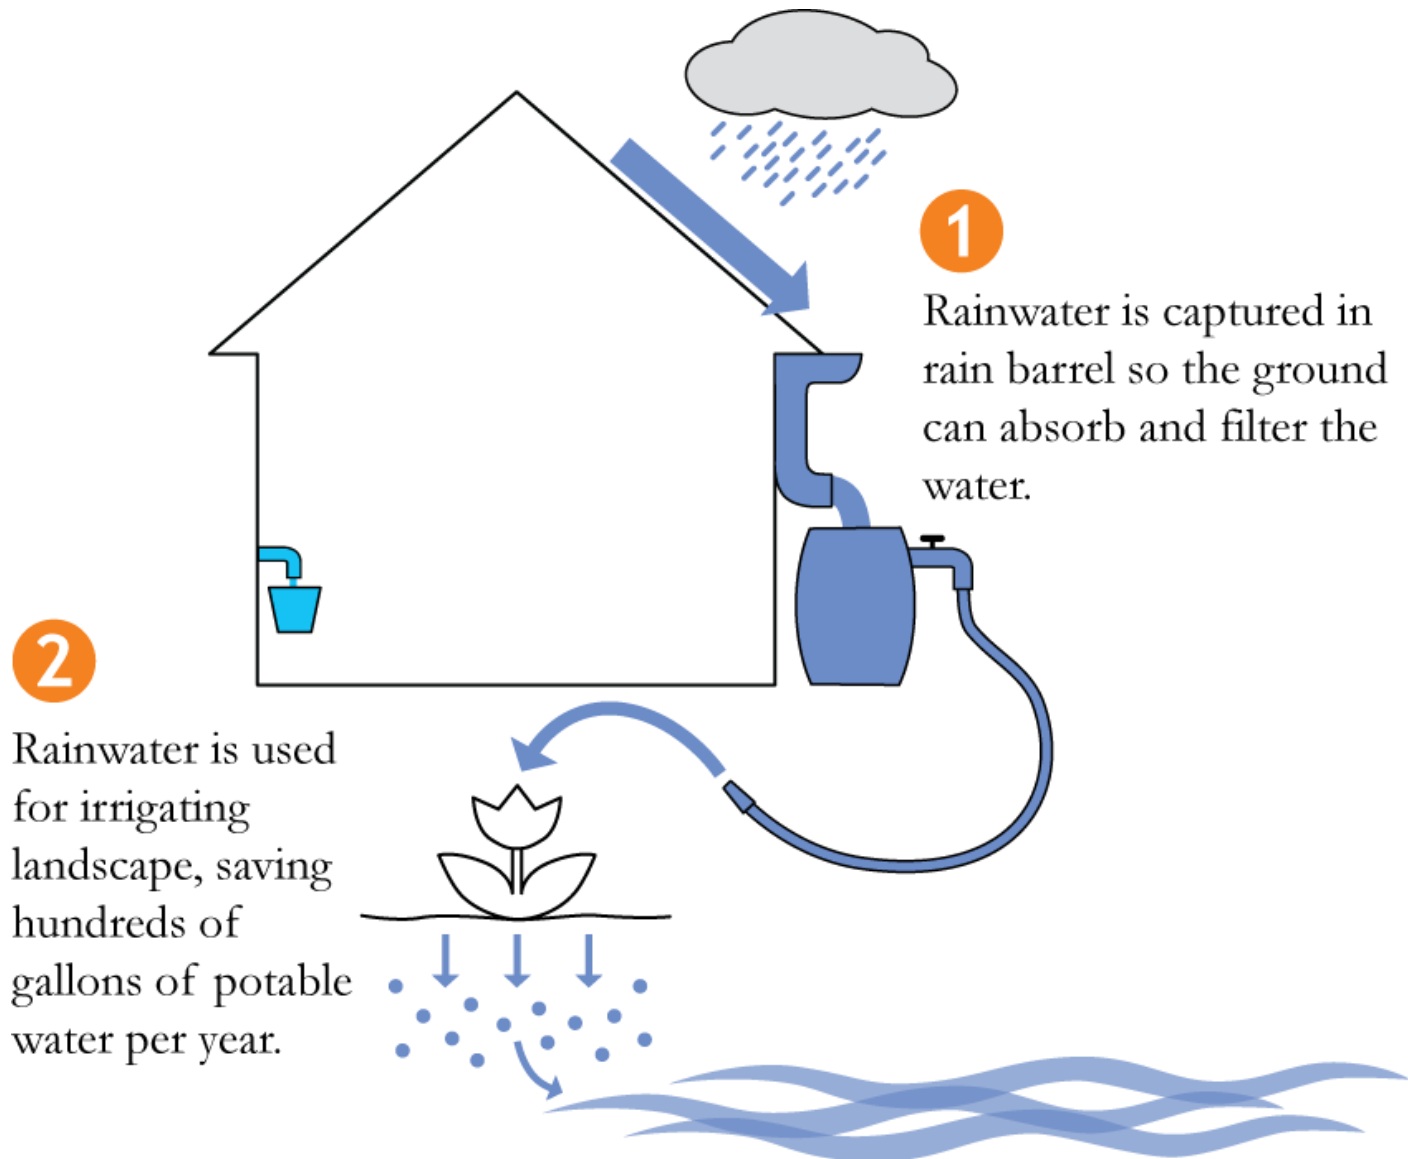 1
Rainwater is captured in
rain barrel so the ground
can absorb and filter the
water.
2
Rainwater is used
for irrigating
landscape, saving
hundreds of
gallons of potable
water per year.